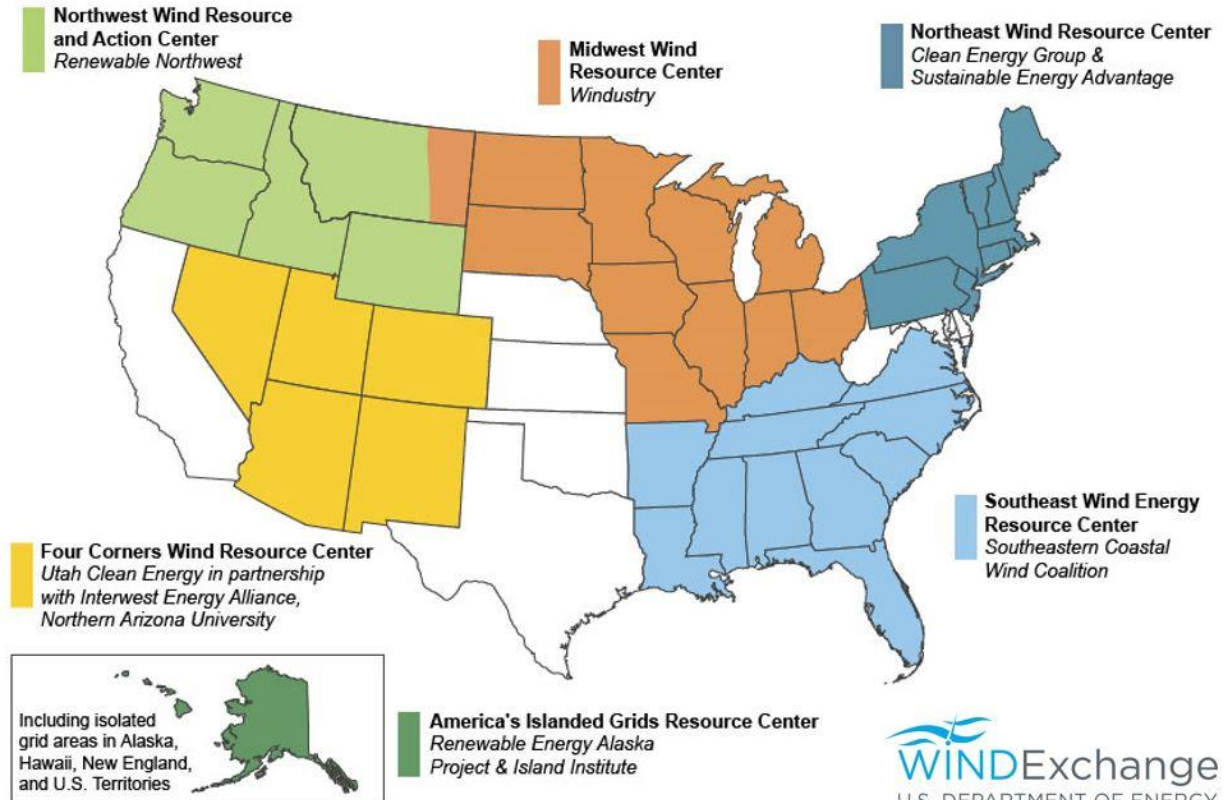 Northwest Wind Resource
and Action Center
Renewable Northwest
Midwest Wind
Resource Center
Windustry
Northeast Wind Resource Center
Clean Energy Group &
Sustainable Energy Advantage
Southeast Wind Energy
Resource Center
Southeastern Coastal
Wind Coalition
Four Corners Wind Resource Center
Utah Clean Energy in partnership
with Interwest Energy Alliance,
Northern Arizona University
Including isolated
grid areas in Alaska,
Hawaii, New England,
and U.S. Territories
America's Islanded Grids Resource Center
Renewable Energy Alaska
Project & Island Institute
WINDExchange
U.S. DEPARTMENT OF ENERGY